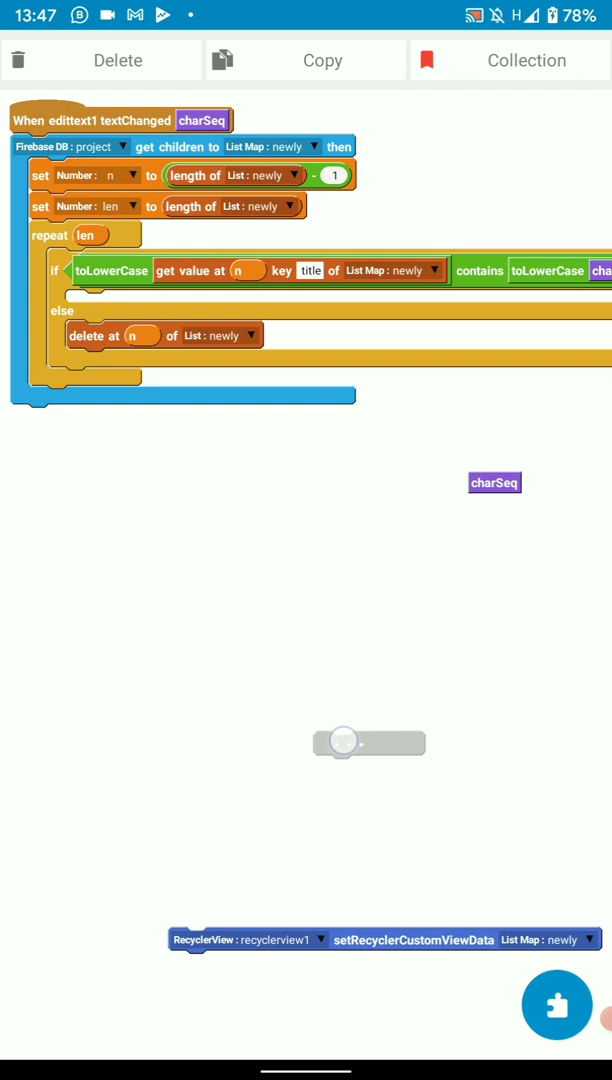 13:47 H 78%
Delete Copy Collection
When edittext1 textChanged charSeq
Firebase DB : project get children to List Map : newly then
set Number : n to length of List : newly - 1
set Number : len to length of List : newly
repeat len
if toLowerCase get value at n key title of List Map : newly contains toLowerCase cha
else
delete at n of List : newly
charSeq
RecyclerView : recyclerview1 setRecyclerCustomViewData List Map : newly